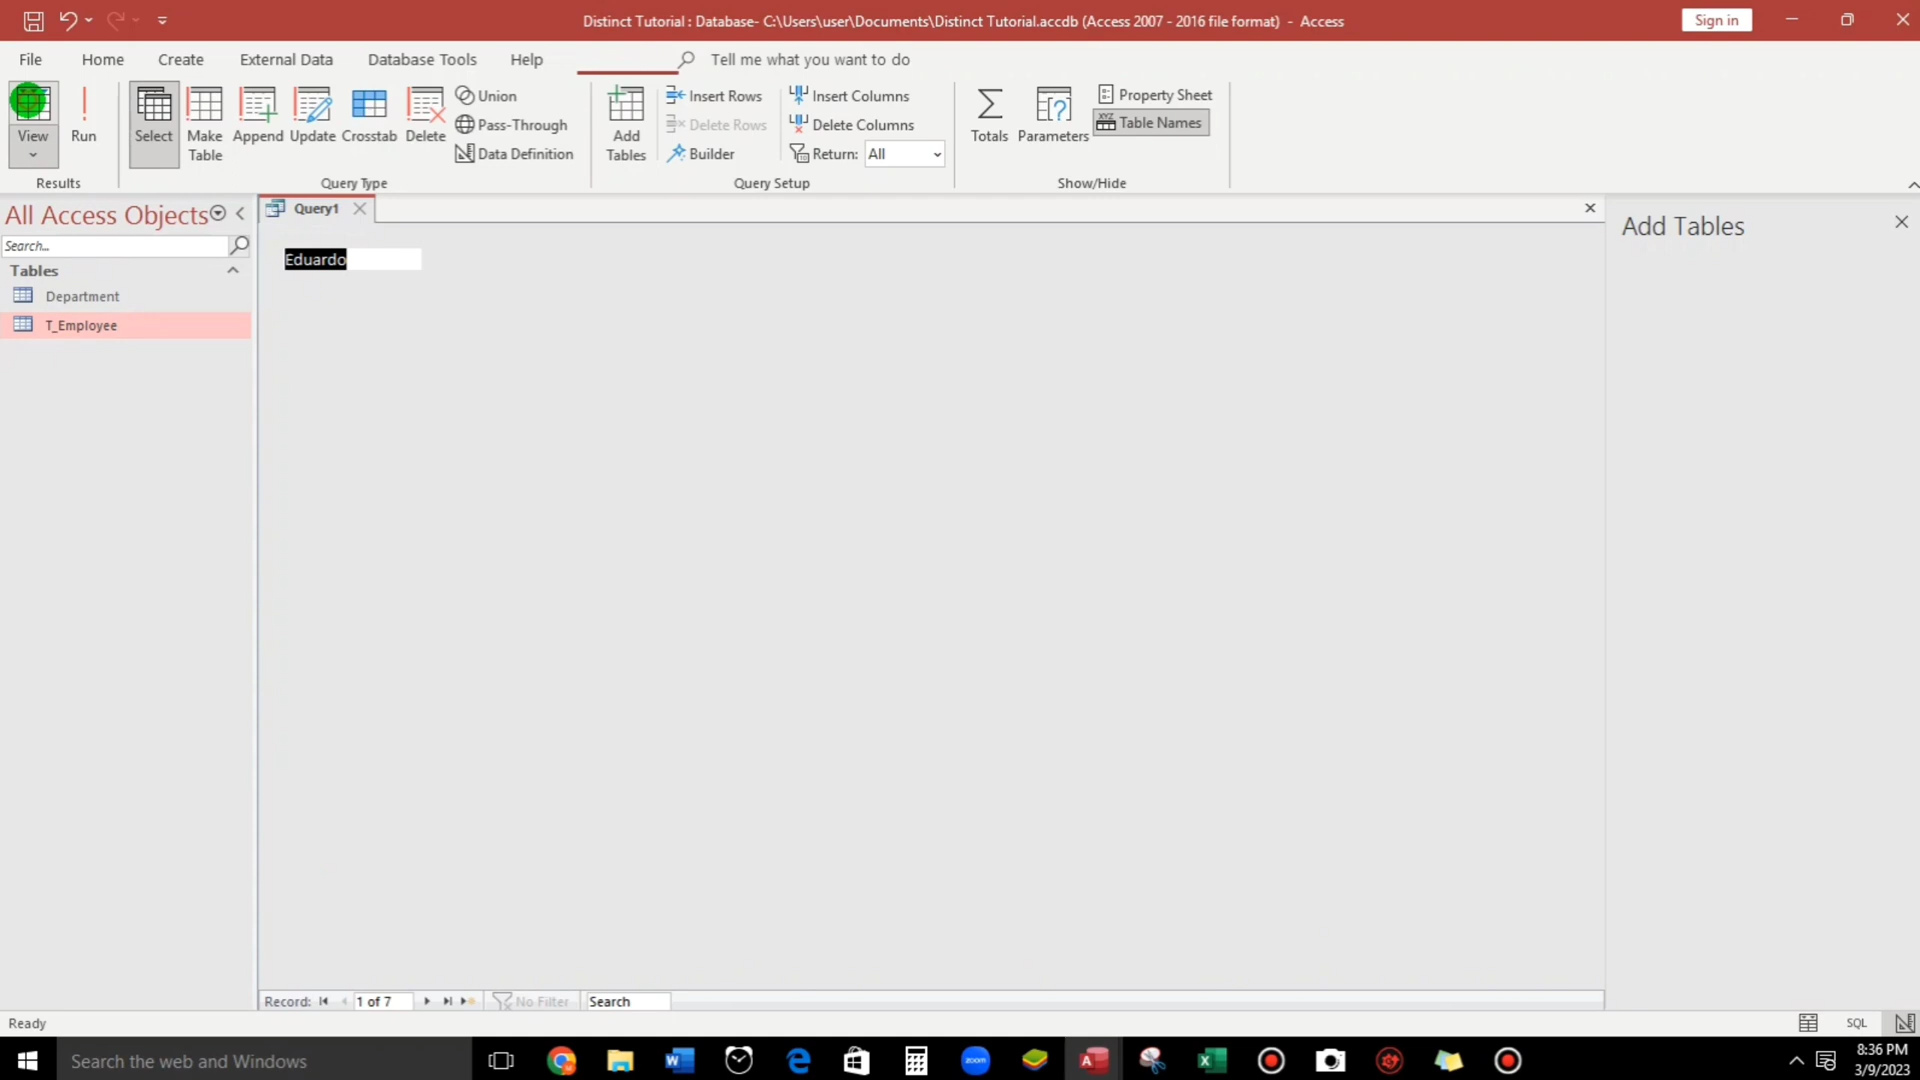 Distinct Tutorial : Database- C:\Users\user\Documents\Distinct Tutorial.accdb (Access 2007 - 2016 file format) - Access
Sign in
File Home Create External Data Database Tools Help Tell me what you want to do
View
Run
Select
Make
Table
Append
Update
Crosstab
Delete
Union
Pass-Through
Data Definition
Add
Tables
Insert Rows
Delete Rows
Builder
Insert Columns
Delete Columns
Return: All
Totals
Parameters
Property Sheet
XYZ Table Names
Results
Query Type
Query Setup
Show/Hide
All Access Objects
Search...
Tables
Department
T_Employee
Query1
Eduardo
Add Tables
Record: 1 of 7 No Filter Search
Ready
SQL
Search the web and Windows
W
zoom
A
X
8:36 PM
3/9/2023